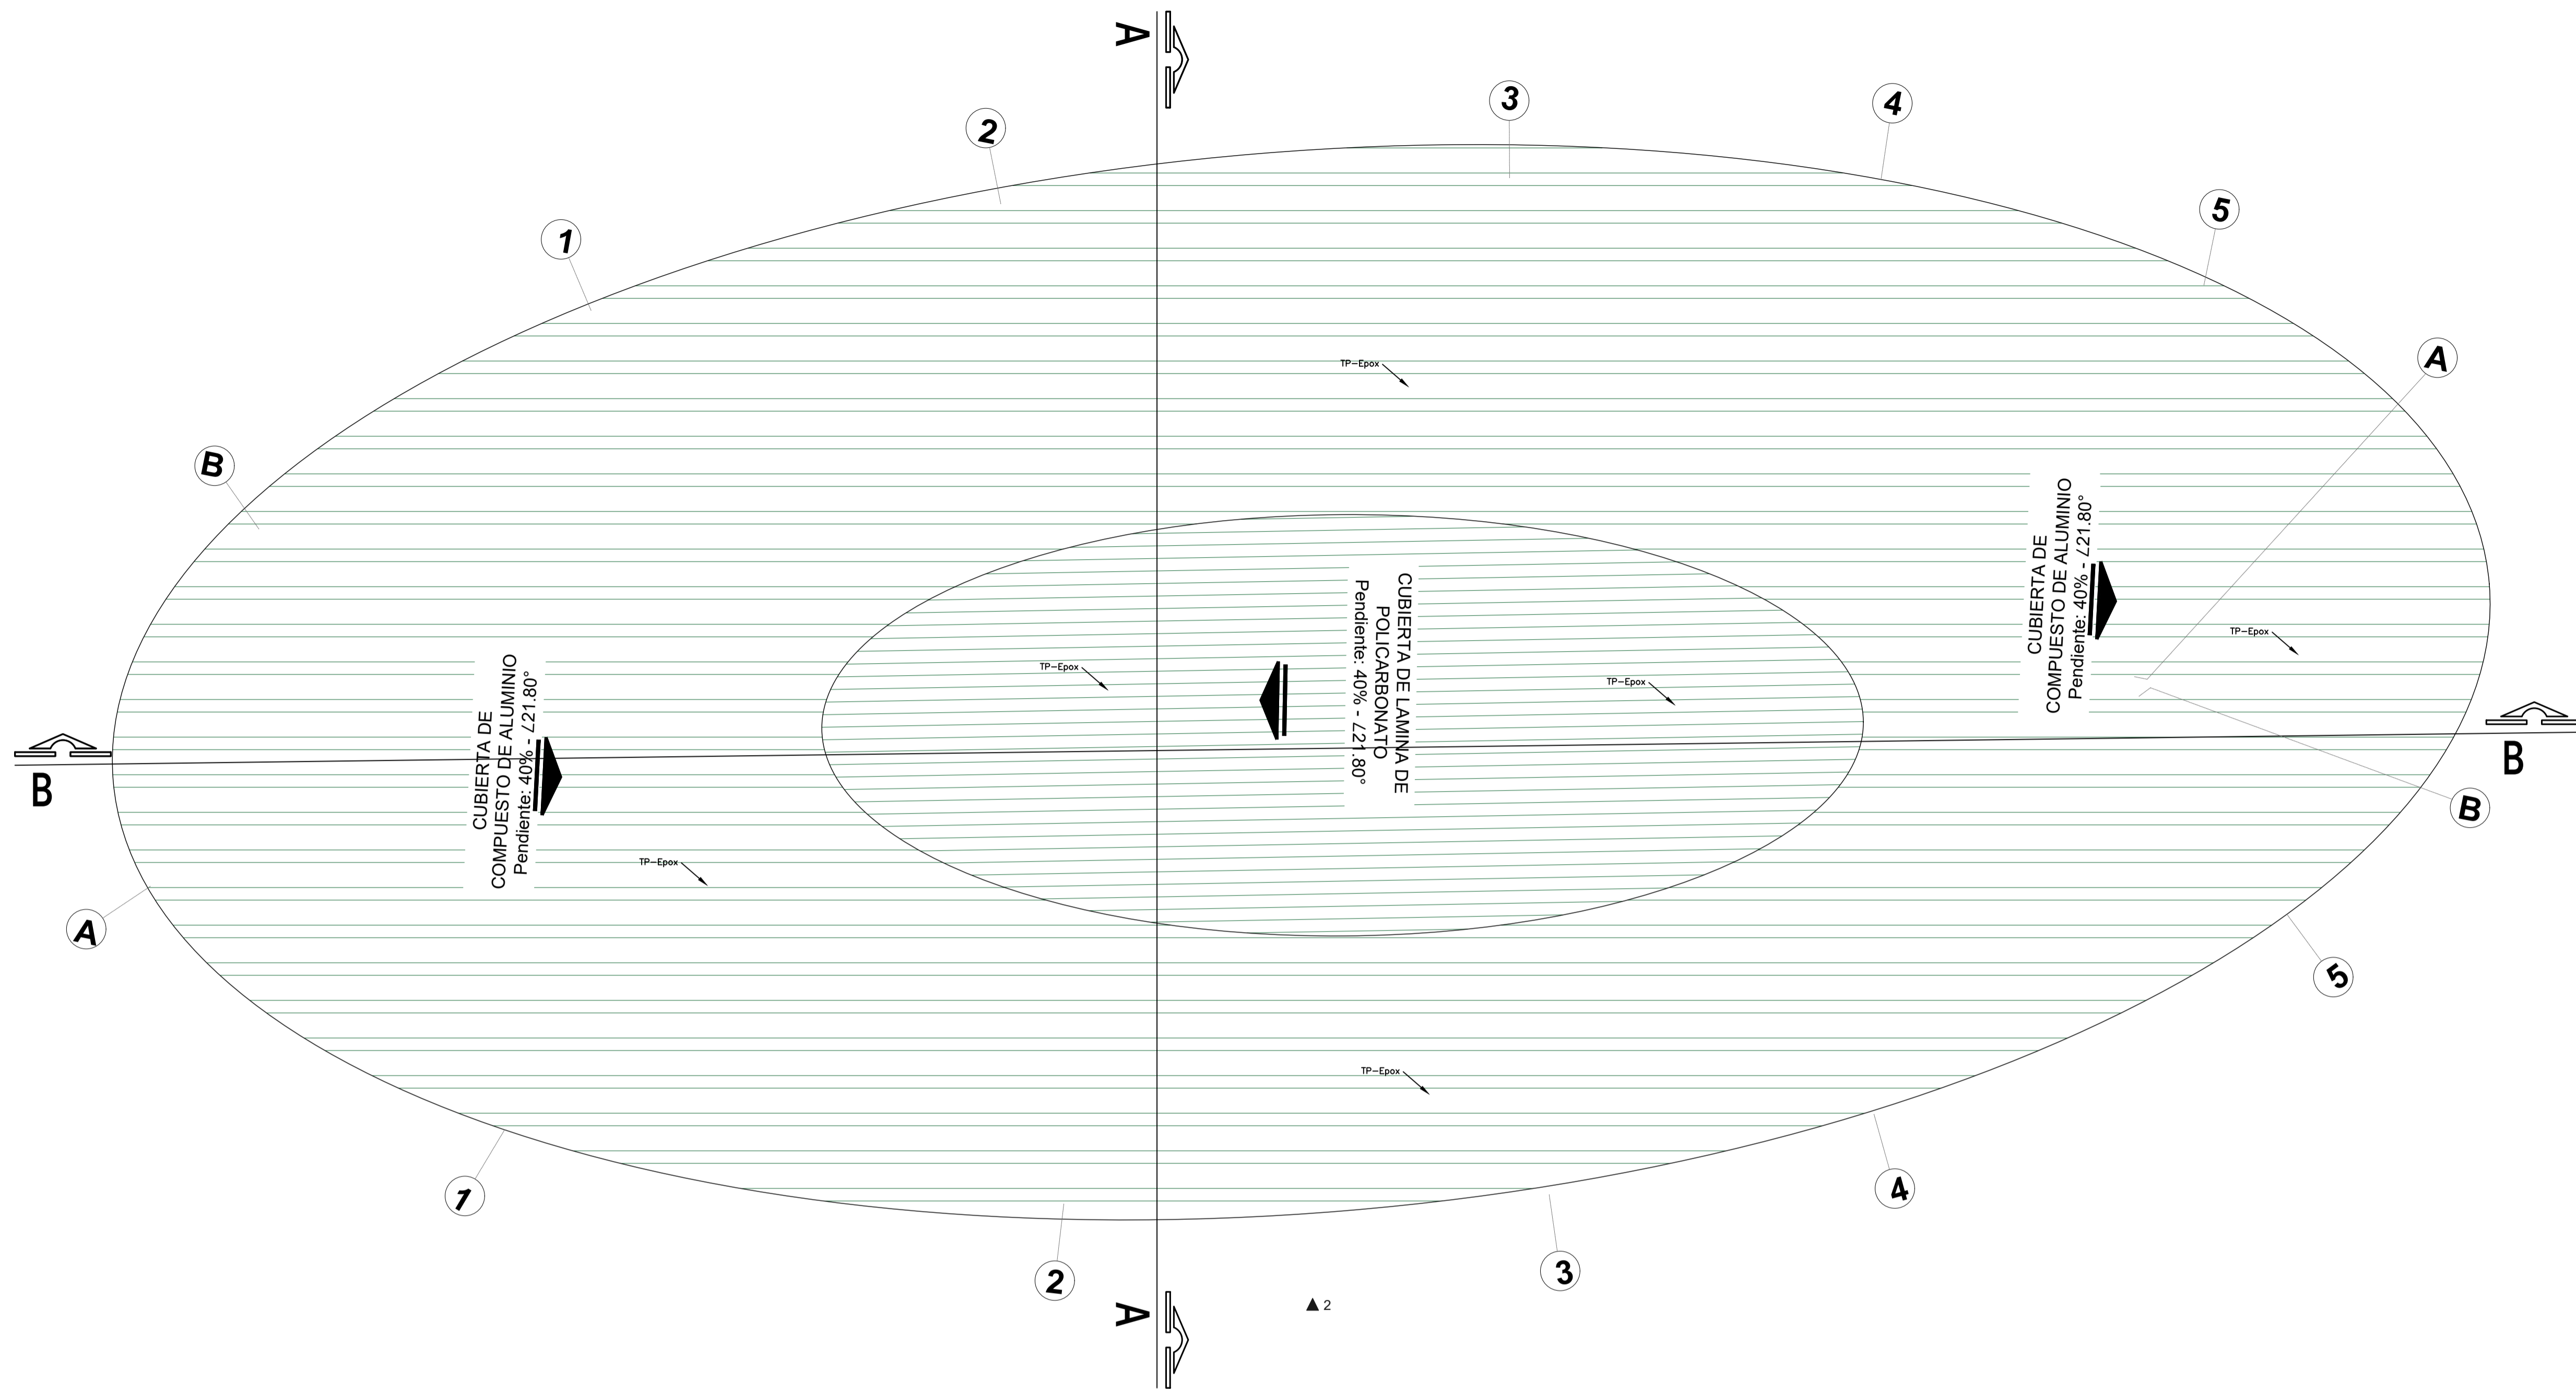 A
3
4
2
5
1
A
B
TP-Epox
CUBIERTA DE
COMPUESTO DE ALUMINIO
Pendiente: 40% - ∠21.80°
CUBIERTA DE LAMINA DE
POLICARBONATO
Pendiente: 40% - ∠21.80°
TP-Epox
TP-Epox
TP-Epox
CUBIERTA DE
COMPUESTO DE ALUMINIO
Pendiente: 40% - ∠21.80°
B
B
B
TP-Epox
A
5
TP-Epox
1
4
2
3
A
▲ 2